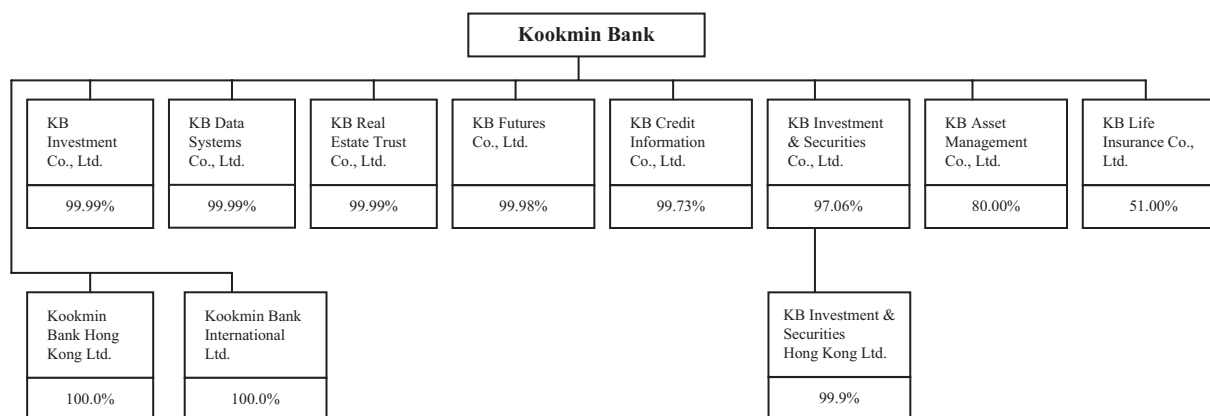 Kookmin Bank
KB
Investment
Co., Ltd.
99.99%
KB Data
Systems
Co., Ltd.
99.99%
KB Real
Estate Trust
Co., Ltd.
99.99%
KB Futures
Co., Ltd.
99.98%
KB Credit
Information
Co., Ltd.
99.73%
KB Investment
& Securities
Co., Ltd.
97.06%
KB Asset
Management
Co., Ltd.
80.00%
KB Life
Insurance Co.,
Ltd.
51.00%
Kookmin
Bank Hong
Kong Ltd.
100.0%
Kookmin Bank
International
Ltd.
100.0%
KB Investment &
Securities
Hong Kong Ltd.
99.9%